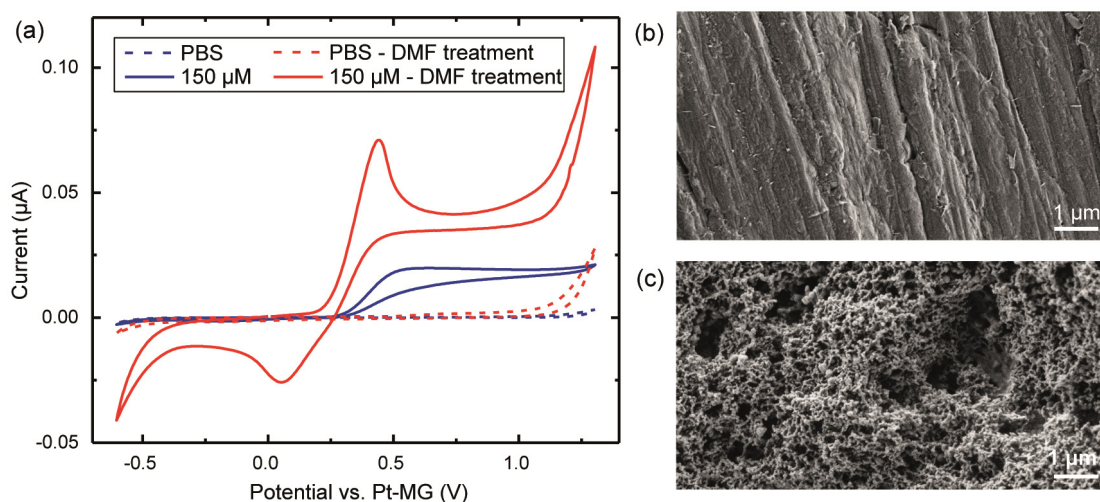 (a)
PBS
PBS - DMF treatment
150 µM
150 µM - DMF treatment
0.10
0.05
0.00
-0.05
Current (µA)
-0.5
0.0
0.5
1.0
Potential vs. Pt-MG (V)
(b)
1 µm
(c)
1 µm